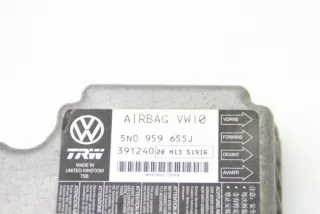 AIRBAG VW10
VORNE
5N0 959 655J
FORWARD
391240 20 M13 51916
DEVANT
TRW
AVANTI
MADE IN
UNITED KINGDOM